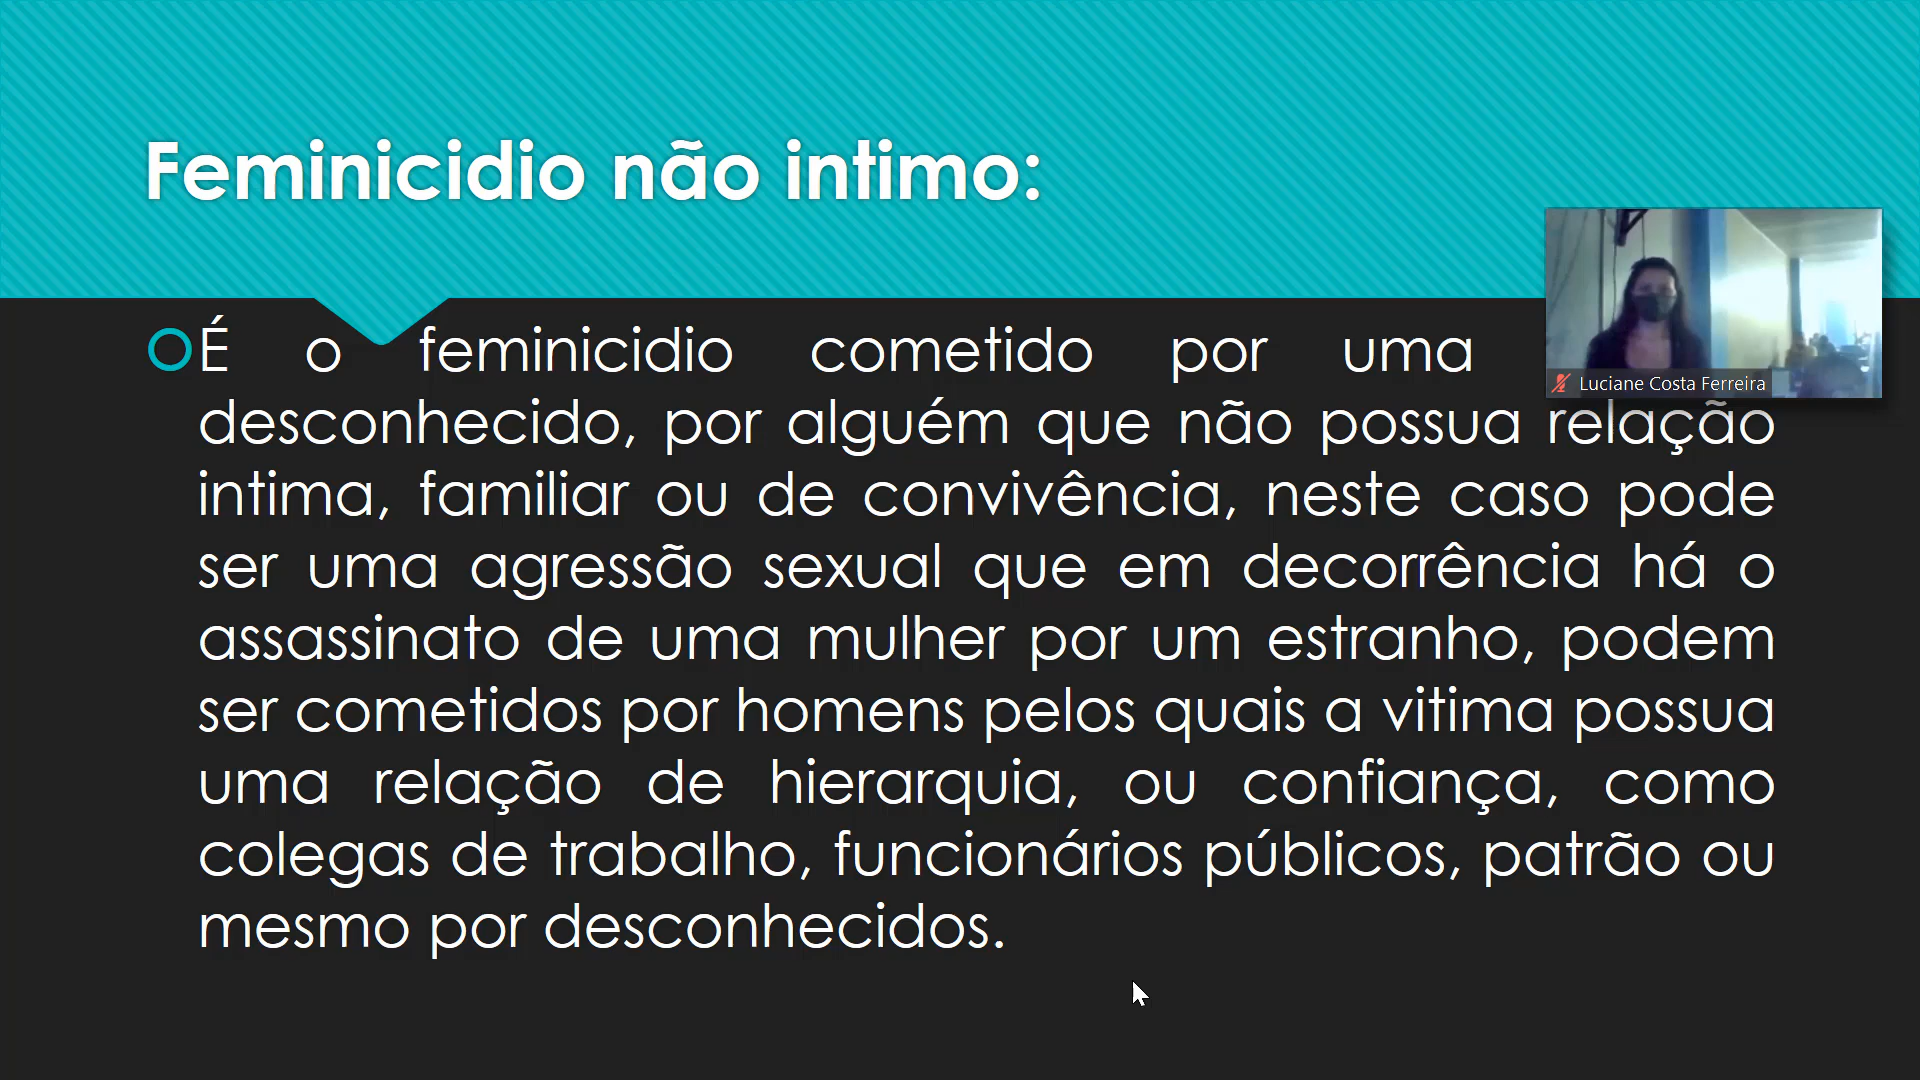 Feminicidio não intimo:
É o feminicidio cometido por uma
desconhecido, por alguém que não possua relação
intima, familiar ou de convivência, neste caso pode
ser uma agressão sexual que em decorrência há o
assassinato de uma mulher por um estranho, podem
ser cometidos por homens pelos quais a vitima possua
uma relação de hierarquia, ou confiança, como
colegas de trabalho, funcionários públicos, patrão ou
mesmo por desconhecidos.
Luciane Costa Ferreira